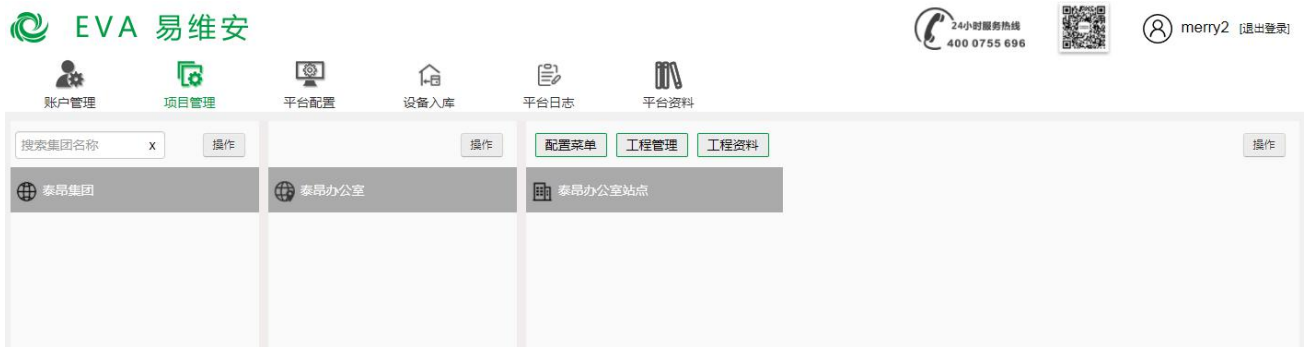 EVA 易维安
24小时服务热线
400 0755 696
merry2 [退出登录]
账户管理 项目管理 平台配置 设备入库 平台日志 平台资料
搜索集团名称 x 操作 操作 配置菜单 工程管理 工程资料 操作
泰昂集团 泰昂办公室 泰昂办公室站点